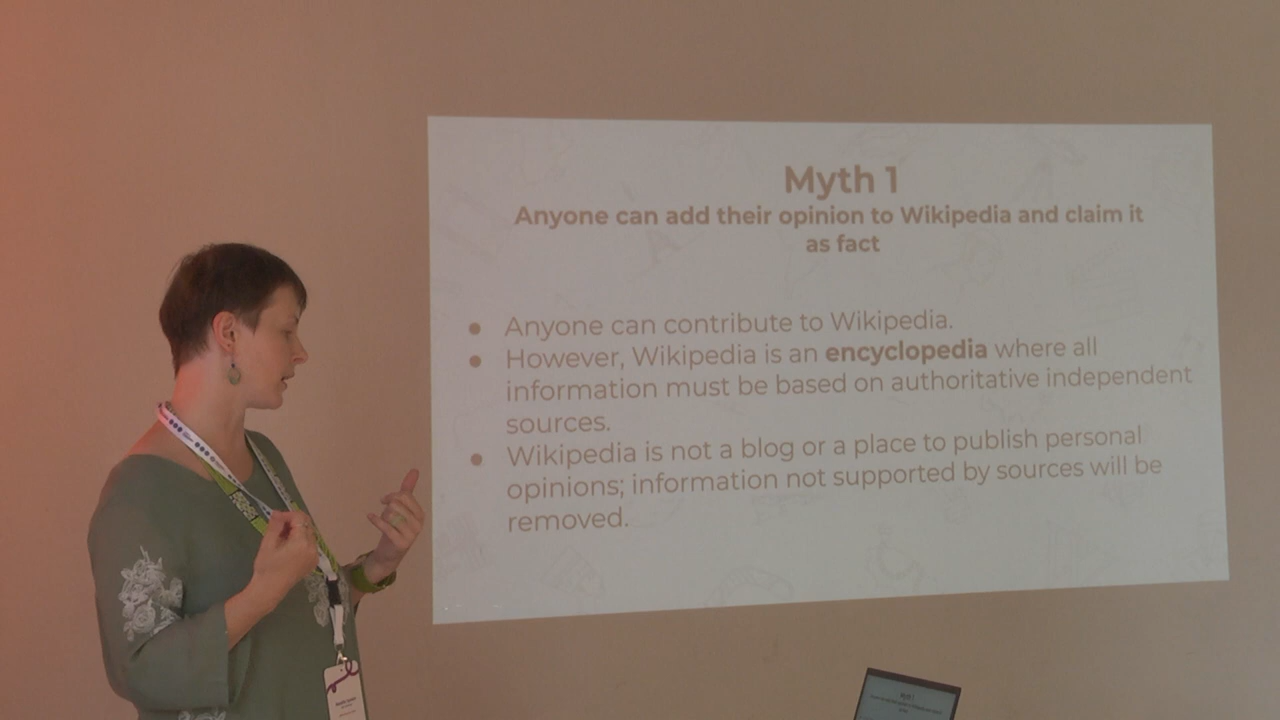 Myth 1
Anyone can add their opinion to Wikipedia and claim it
as fact
● Anyone can contribute to Wikipedia.
● However, Wikipedia is an encyclopedia where all
information must be based on authoritative independent
sources.
● Wikipedia is not a blog or a place to publish personal
opinions; information not supported by sources will be
removed.
Myth 1